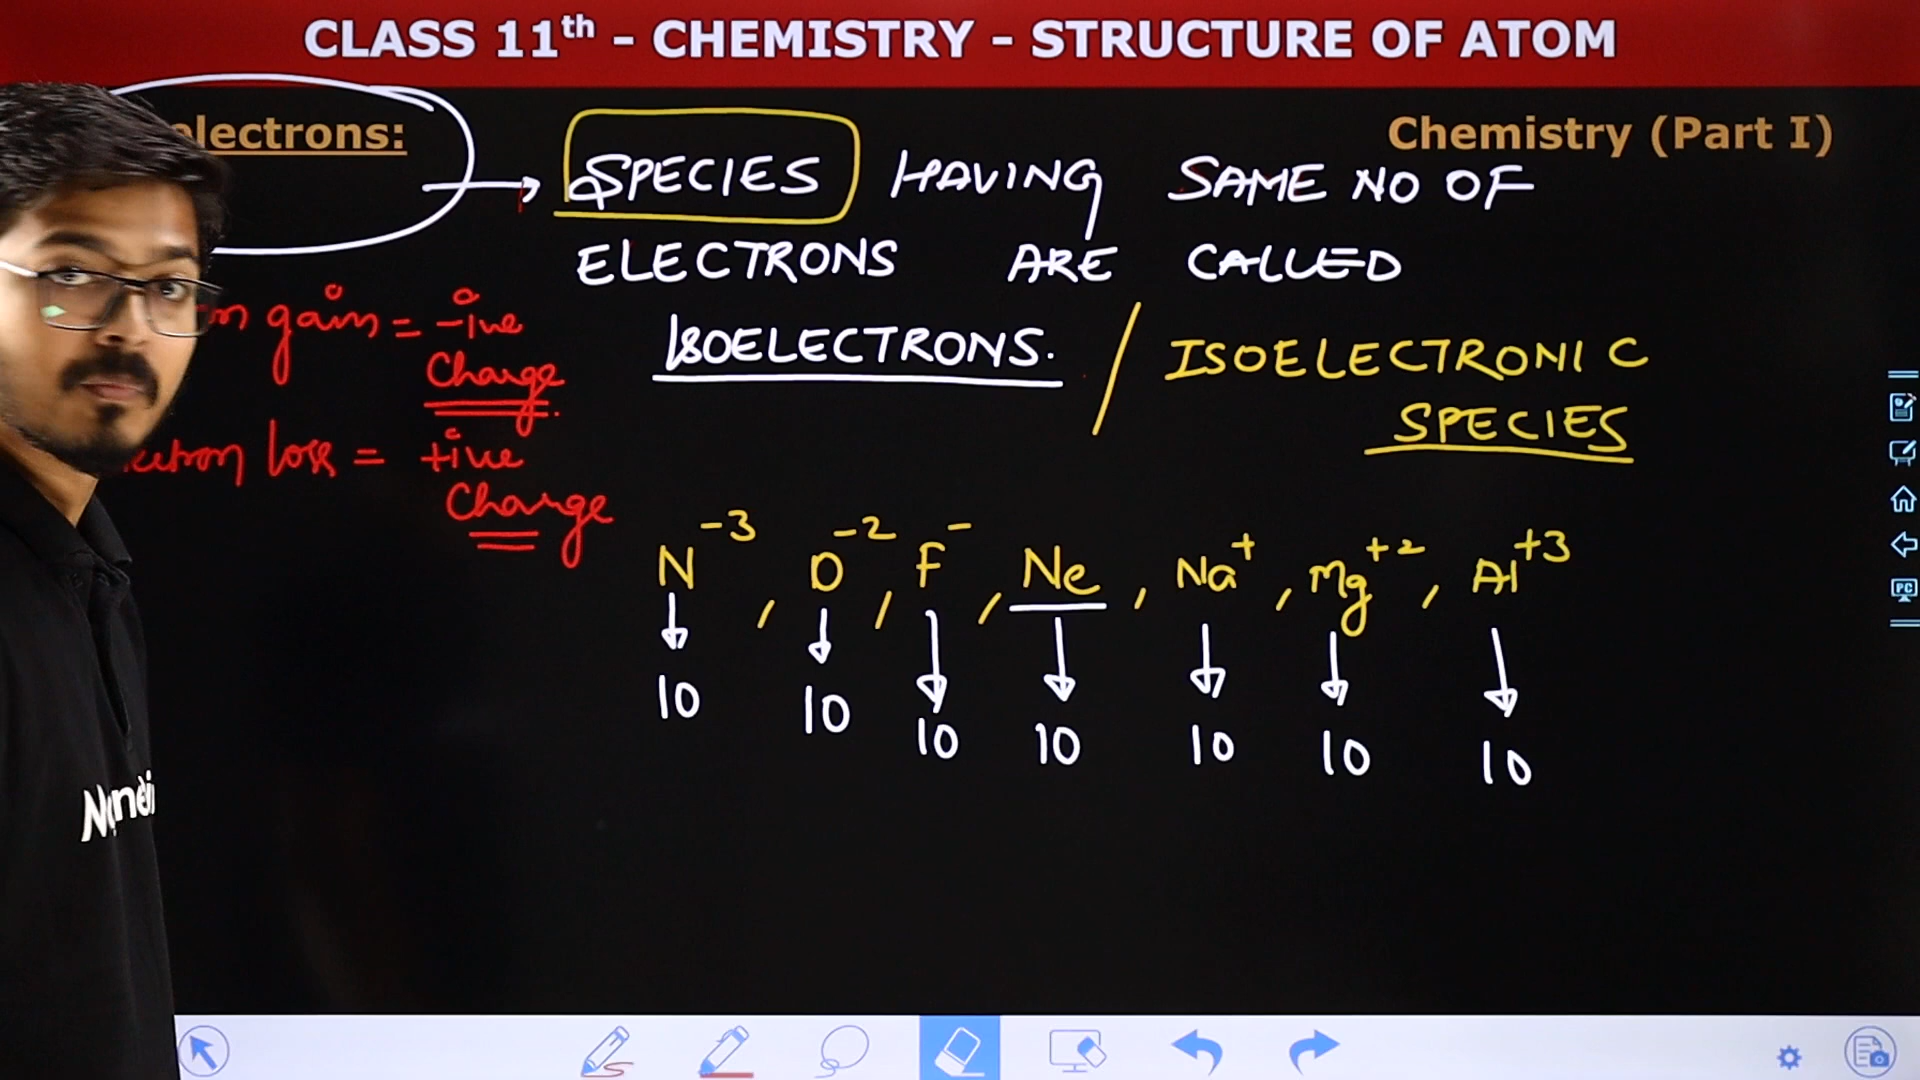 CLASS 11th - CHEMISTRY - STRUCTURE OF ATOM
electrons:
Chemistry (Part I)
→ SPECIES HAVING SAME NO OF
ELECTRONS ARE CALLED
ISOELECTRONS. / ISOELECTRONIC
SPECIES
gain = -ive
Charge
loss = +ive
Charge
N⁻³, O⁻², F⁻, Ne, Na⁺, Mg⁺², Al⁺³
10 10 10 10 10 10 10
PC